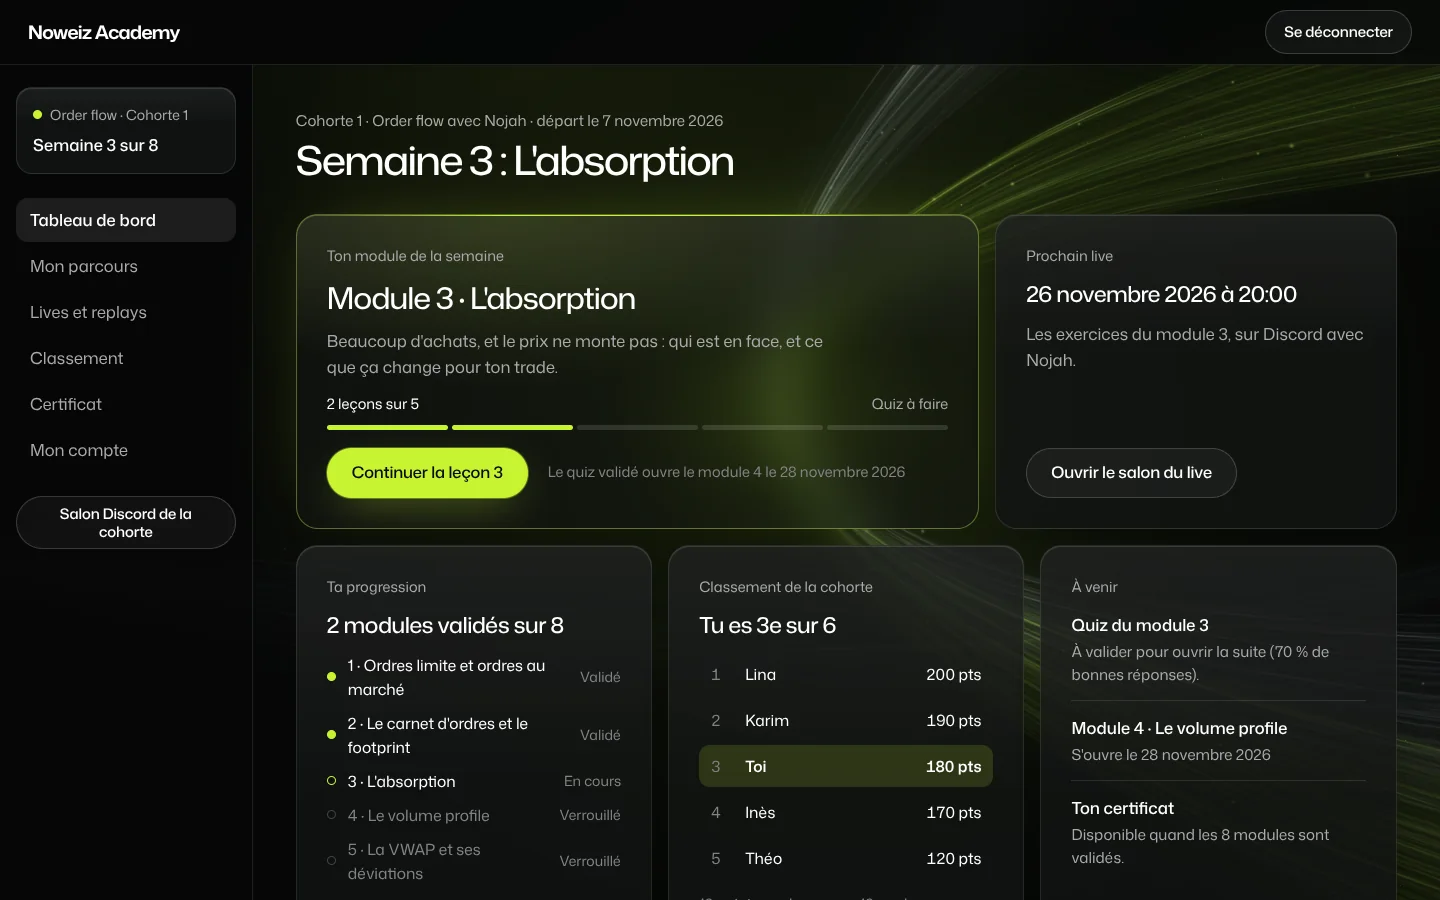 Noweiz Academy
Se déconnecter
Order flow · Cohorte 1
Semaine 3 sur 8
Tableau de bord
Mon parcours
Lives et replays
Classement
Certificat
Mon compte
Salon Discord de la
cohorte
Cohorte 1 · Order flow avec Nojah · départ le 7 novembre 2026
Semaine 3 : L'absorption
Ton module de la semaine
Module 3 · L'absorption
Beaucoup d'achats, et le prix ne monte pas : qui est en face, et ce
que ça change pour ton trade.
2 leçons sur 5
Quiz à faire
Continuer la leçon 3
Le quiz validé ouvre le module 4 le 28 novembre 2026
Prochain live
26 novembre 2026 à 20:00
Les exercices du module 3, sur Discord avec
Nojah.
Ouvrir le salon du live
Ta progression
2 modules validés sur 8
1 · Ordres limite et ordres au
marché
Validé
2 · Le carnet d'ordres et le
footprint
Validé
3 · L'absorption
En cours
4 · Le volume profile
Verrouillé
5 · La VWAP et ses
déviations
Verrouillé
Classement de la cohorte
Tu es 3e sur 6
1 Lina 200 pts
2 Karim 190 pts
3 Toi 180 pts
4 Inès 170 pts
5 Théo 120 pts
À venir
Quiz du module 3
À valider pour ouvrir la suite (70 % de
bonnes réponses).
Module 4 · Le volume profile
S'ouvre le 28 novembre 2026
Ton certificat
Disponible quand les 8 modules sont
validés.